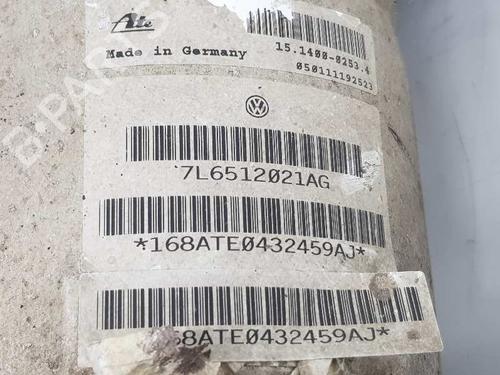 Ate
Made in Germany
15.1400-0253.4
050111192523
7L6512021AG
*168ATE0432459AJ*
68ATE0432459AJ*